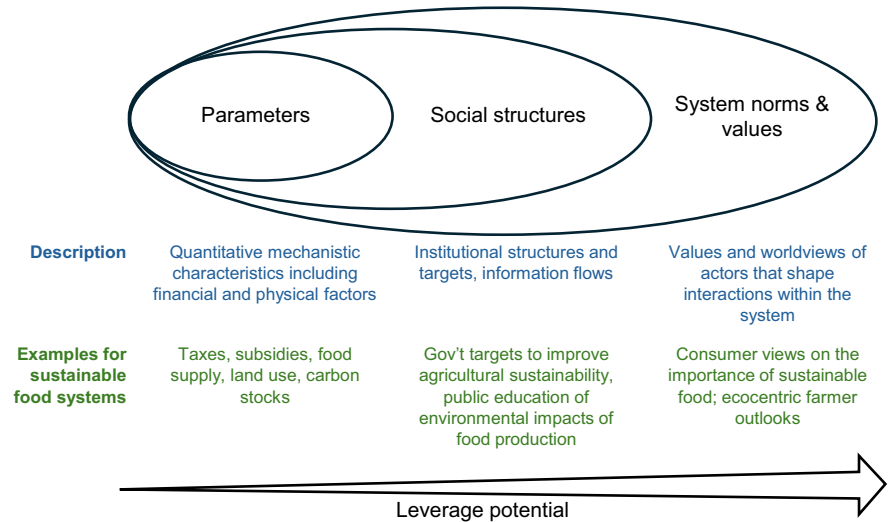 Parameters
Social structures
System norms &
values
Description
Quantitative mechanistic
characteristics including
financial and physical factors
Institutional structures and
targets, information flows
Values and worldviews of
actors that shape
interactions within the
system
Examples for
sustainable
food systems
Taxes, subsidies, food
supply, land use, carbon
stocks
Gov't targets to improve
agricultural sustainability,
public education of
environmental impacts of
food production
Consumer views on the
importance of sustainable
food; ecocentric farmer
outlooks
Leverage potential